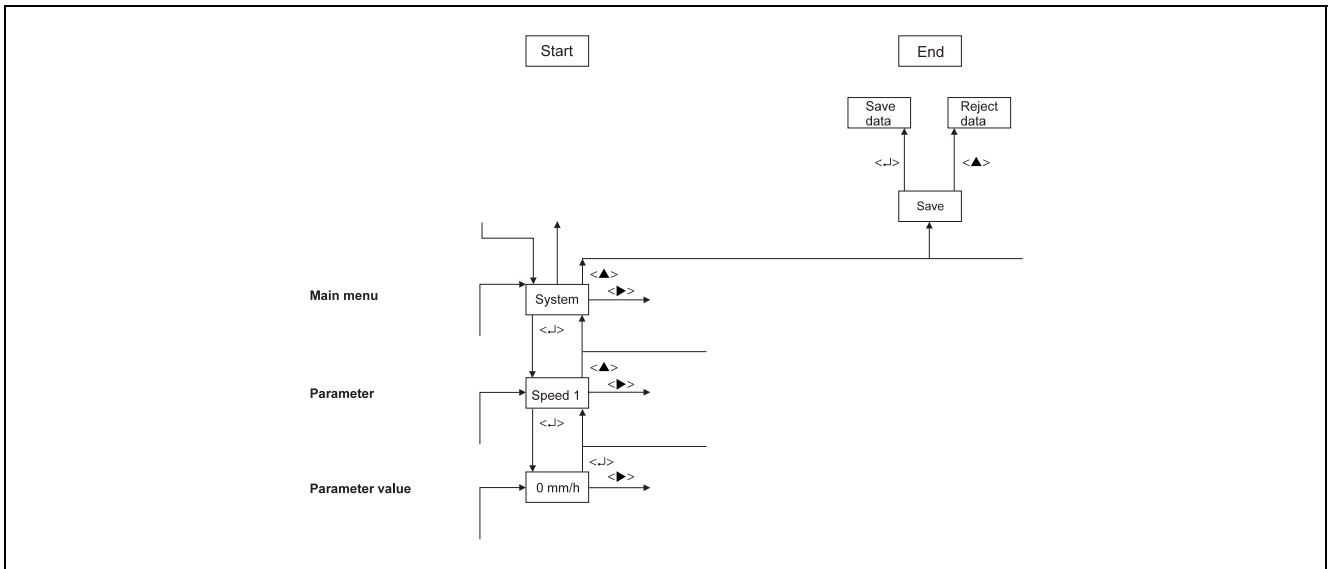 Start
End
Save
data
Reject
data
<↵>
<▲>
Save
<▲>
Main menu
System
<▶>
<↵>
<▲>
Parameter
Speed 1
<▶>
<↵>
<↵>
Parameter value
0 mm/h
<▶>